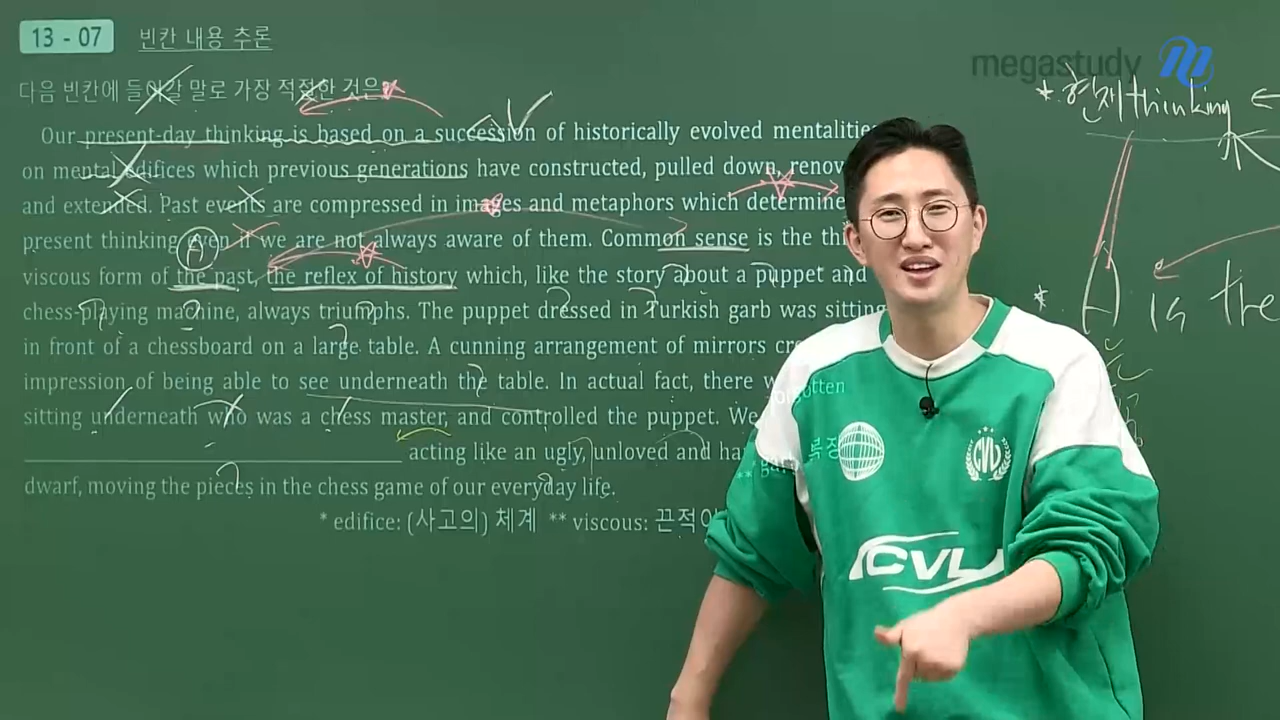 13 - 07 빈칸 내용 추론
megastudy
다음 빈칸에 들어갈 말로 가장 적절한 것은
현재 thinking
Our present-day thinking is based on a succession of historically evolved
on mental edifices which previous generations have constructed, pulled down,
and extended. Past events are compressed in images and metaphors which determine
present thinking even if we are not always aware of them. Common sense is the
viscous form of the past, the reflex of history which, like the story about a puppet and
A is the
chess-playing machine, always triumphs. The puppet dressed in Turkish garb was sitting
in front of a chessboard on a large table. A cunning arrangement of mirrors
impression of being able to see underneath the table. In actual fact, there
sitting underneath who was a chess master, and controlled the puppet. We
acting like an ugly, unloved and
dwarf, moving the pieces in the chess game of our everyday life.
* edifice: (사고의) 체계 ** viscous:
CVU
CVU